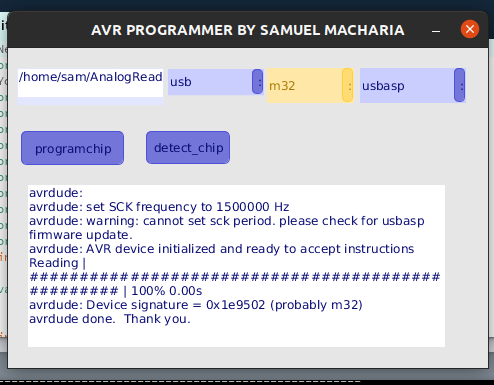 AVR PROGRAMMER BY SAMUEL MACHARIA
/home/sam/AnalogRead
usb :
m32 :
usbasp :
programchip
detect_chip
avrdude:
avrdude: set SCK frequency to 1500000 Hz
avrdude: warning: cannot set sck period. please check for usbasp
firmware update.
avrdude: AVR device initialized and ready to accept instructions
Reading |
#########################################
######### | 100% 0.00s
avrdude: Device signature = 0x1e9502 (probably m32)
avrdude done.  Thank you.